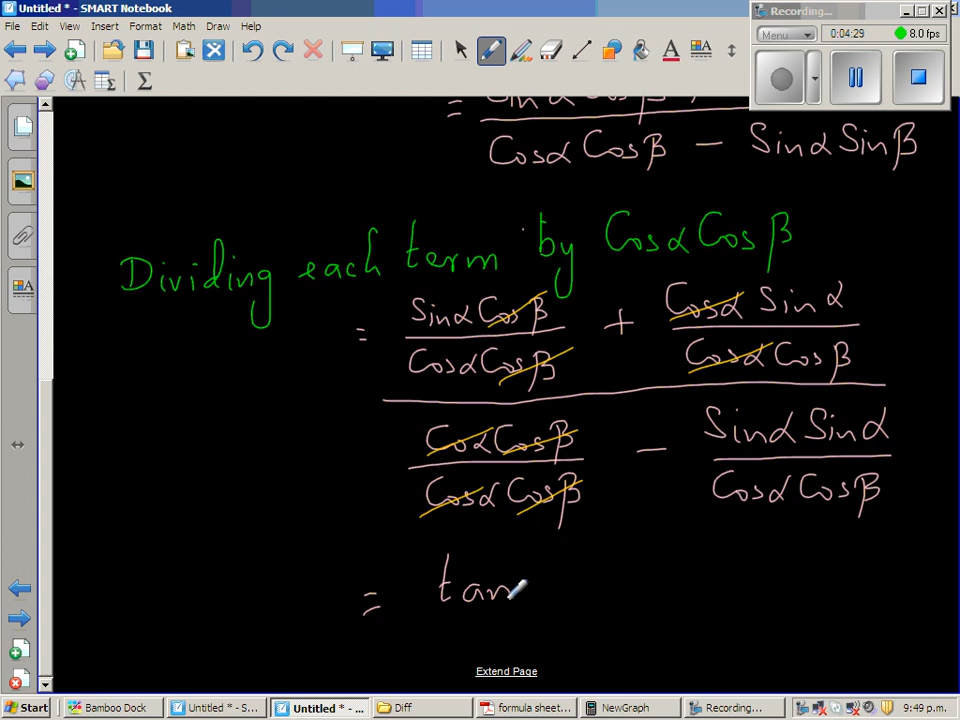 Untitled * - SMART Notebook
File Edit View Insert Format Math Draw Help
Recording...
Menu 0:04:29 8.0 fps
=
Cosα Cosβ − Sinα Sinβ
Dividing each term by Cosα Cosβ
= Sinα Cosβ + Cosα Sinα
Cosα Cosβ Cosα Cosβ
Cosα Cosβ − Sinα Sinα
Cosα Cosβ Cosα Cosβ
= tan
Extend Page
Start Bamboo Dock Untitled * - S... Untitled * -... Diff formula sheet... NewGraph Recording... 9:49 p.m.